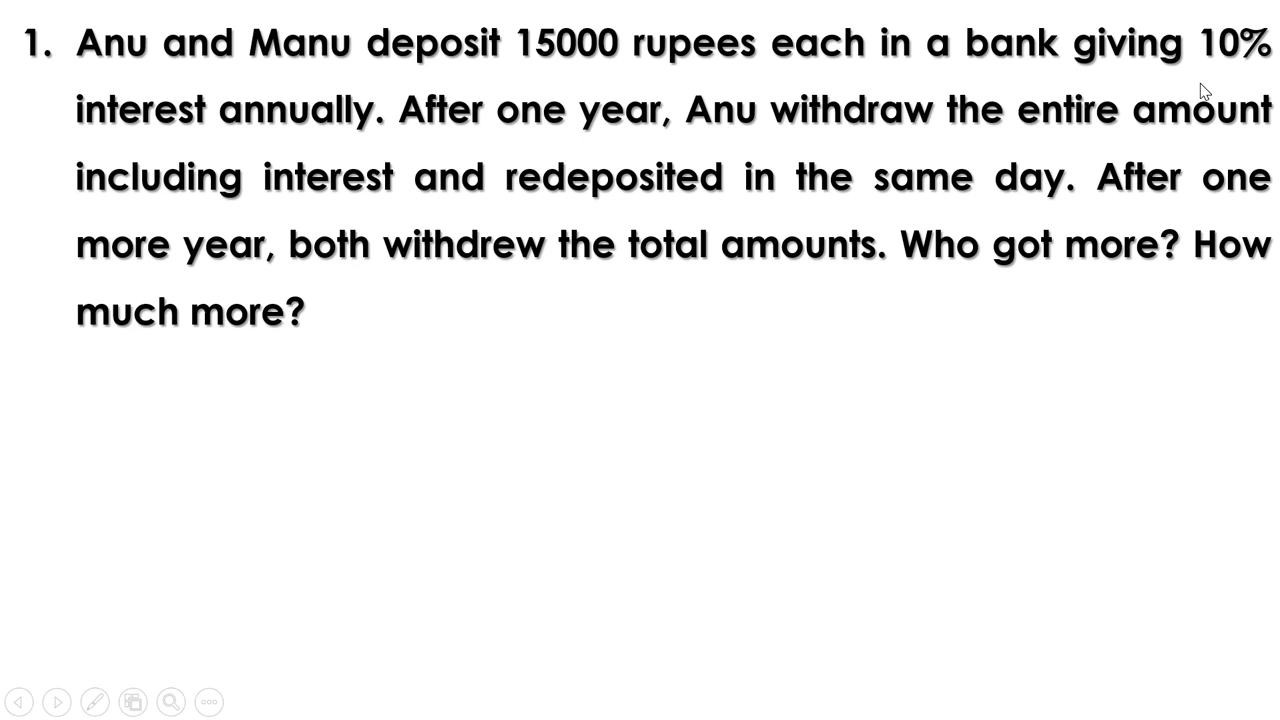 1. Anu and Manu deposit 15000 rupees each in a bank giving 10%
interest annually. After one year, Anu withdraw the entire amount
including interest and redeposited in the same day. After one
more year, both withdrew the total amounts. Who got more? How
much more?